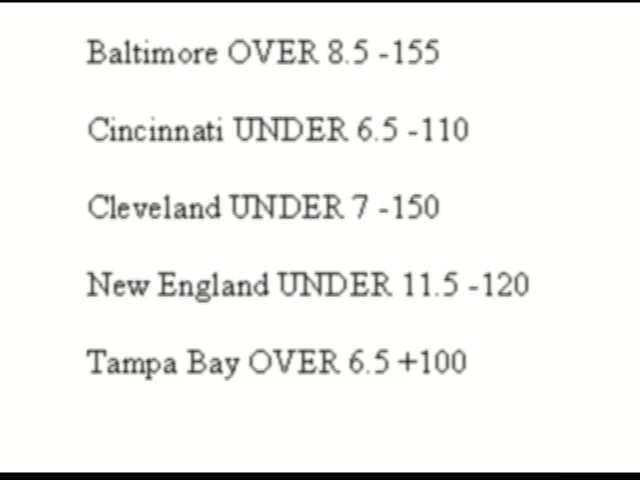 Baltimore OVER 8.5 -155
Cincinnati UNDER 6.5 -110
Cleveland UNDER 7 -150
New England UNDER 11.5 -120
Tampa Bay OVER 6.5 +100